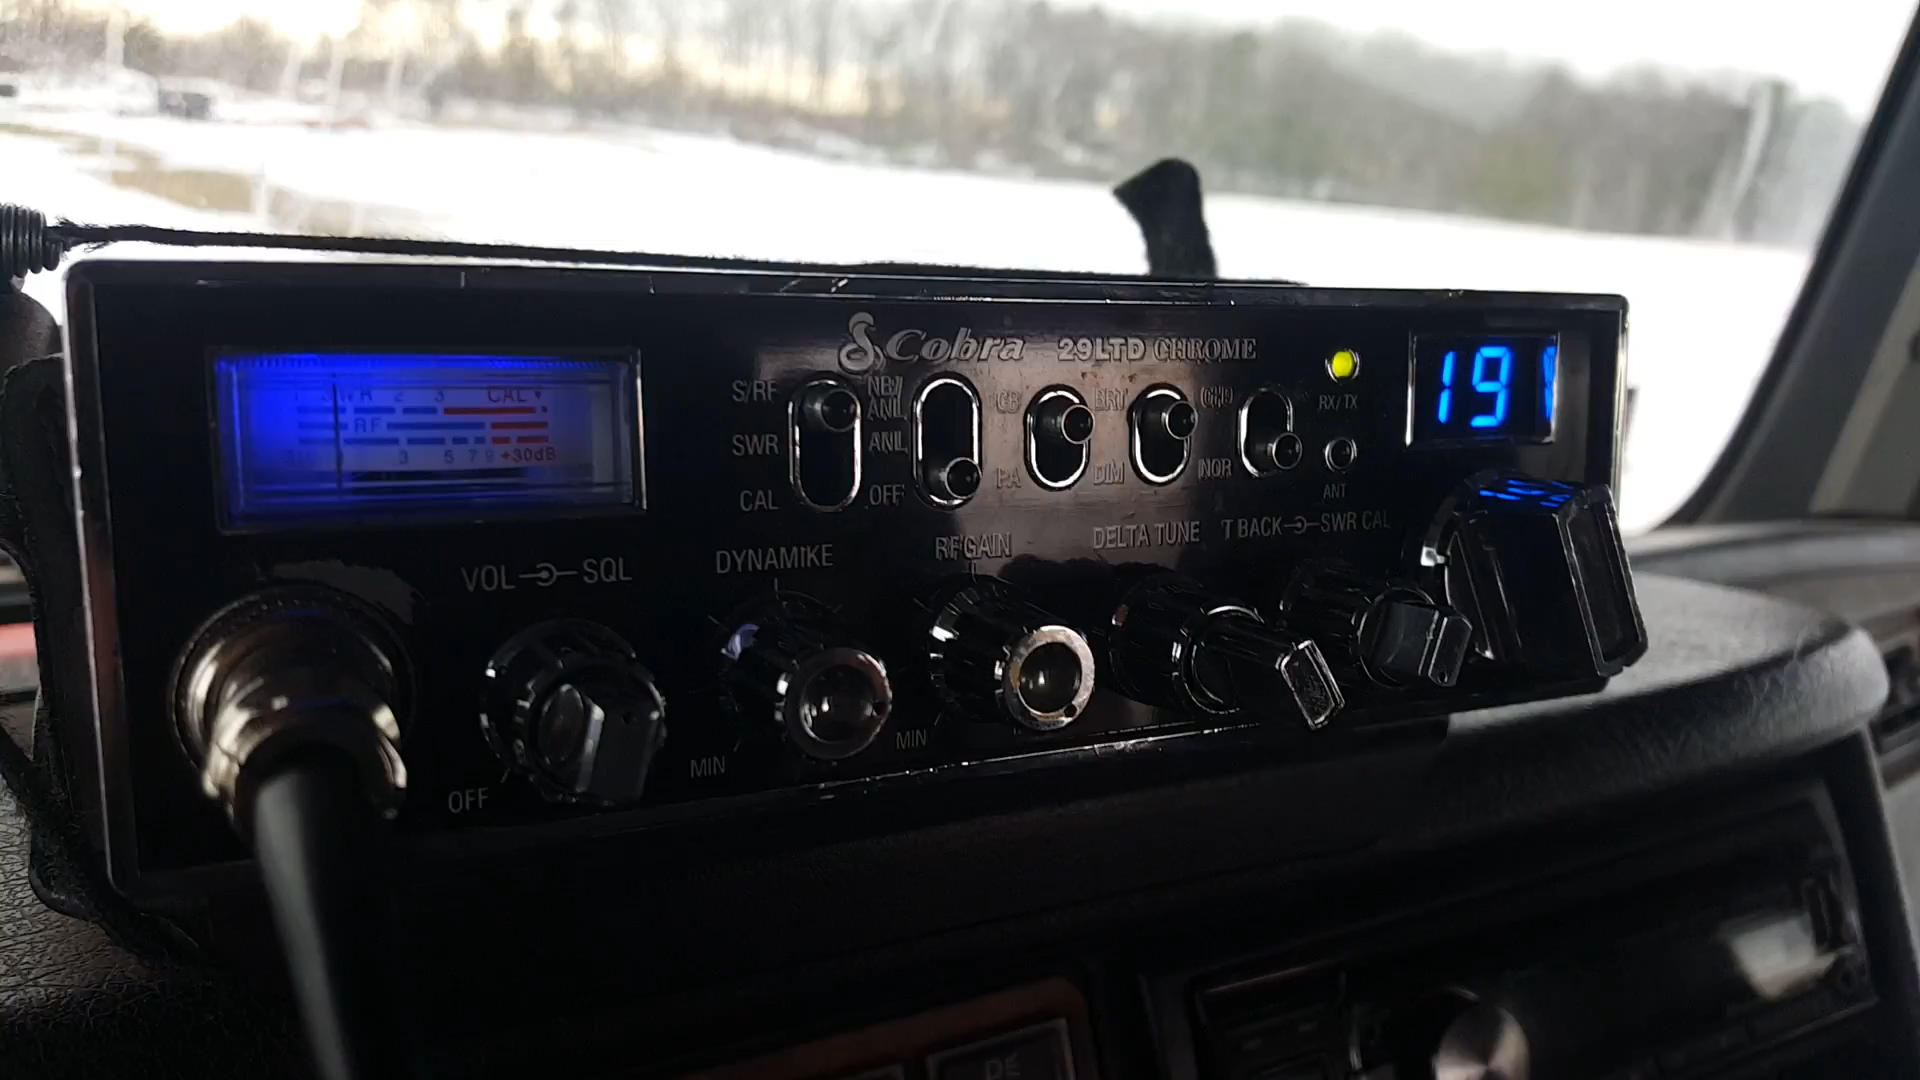 Cobra 29LTD CHROME
S/RF
SWR
CAL
NB/
ANL
ANL
OFF
CB
PA
BRT
DIM
CH9
NOR
RX/TX
ANT
19
SWR 2 3 CAL
RF
3 5 7 9 +30dB
VOL SQL
OFF
DYNAMIKE
MIN
RF GAIN
MIN
DELTA TUNE
T BACK SWR CAL